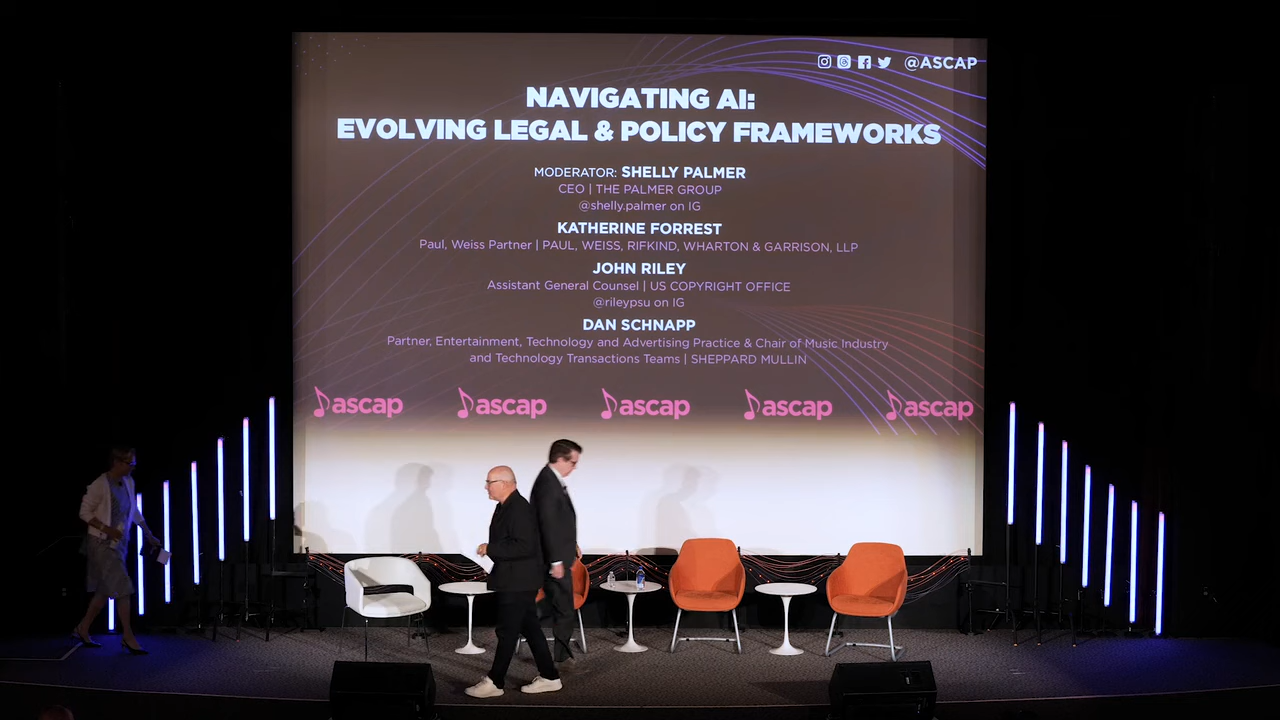 @ASCAP
NAVIGATING AI:
EVOLVING LEGAL & POLICY FRAMEWORKS
MODERATOR: SHELLY PALMER
CEO | THE PALMER GROUP
@shelly.palmer on IG
KATHERINE FORREST
Paul, Weiss Partner | PAUL, WEISS, RIFKIND, WHARTON & GARRISON, LLP
JOHN RILEY
Assistant General Counsel | US COPYRIGHT OFFICE
@rileypsu on IG
DAN SCHNAPP
Partner, Entertainment, Technology and Advertising Practice & Chair of Music Industry
and Technology Transactions Teams | SHEPPARD MULLIN
ascap ascap ascap ascap ascap